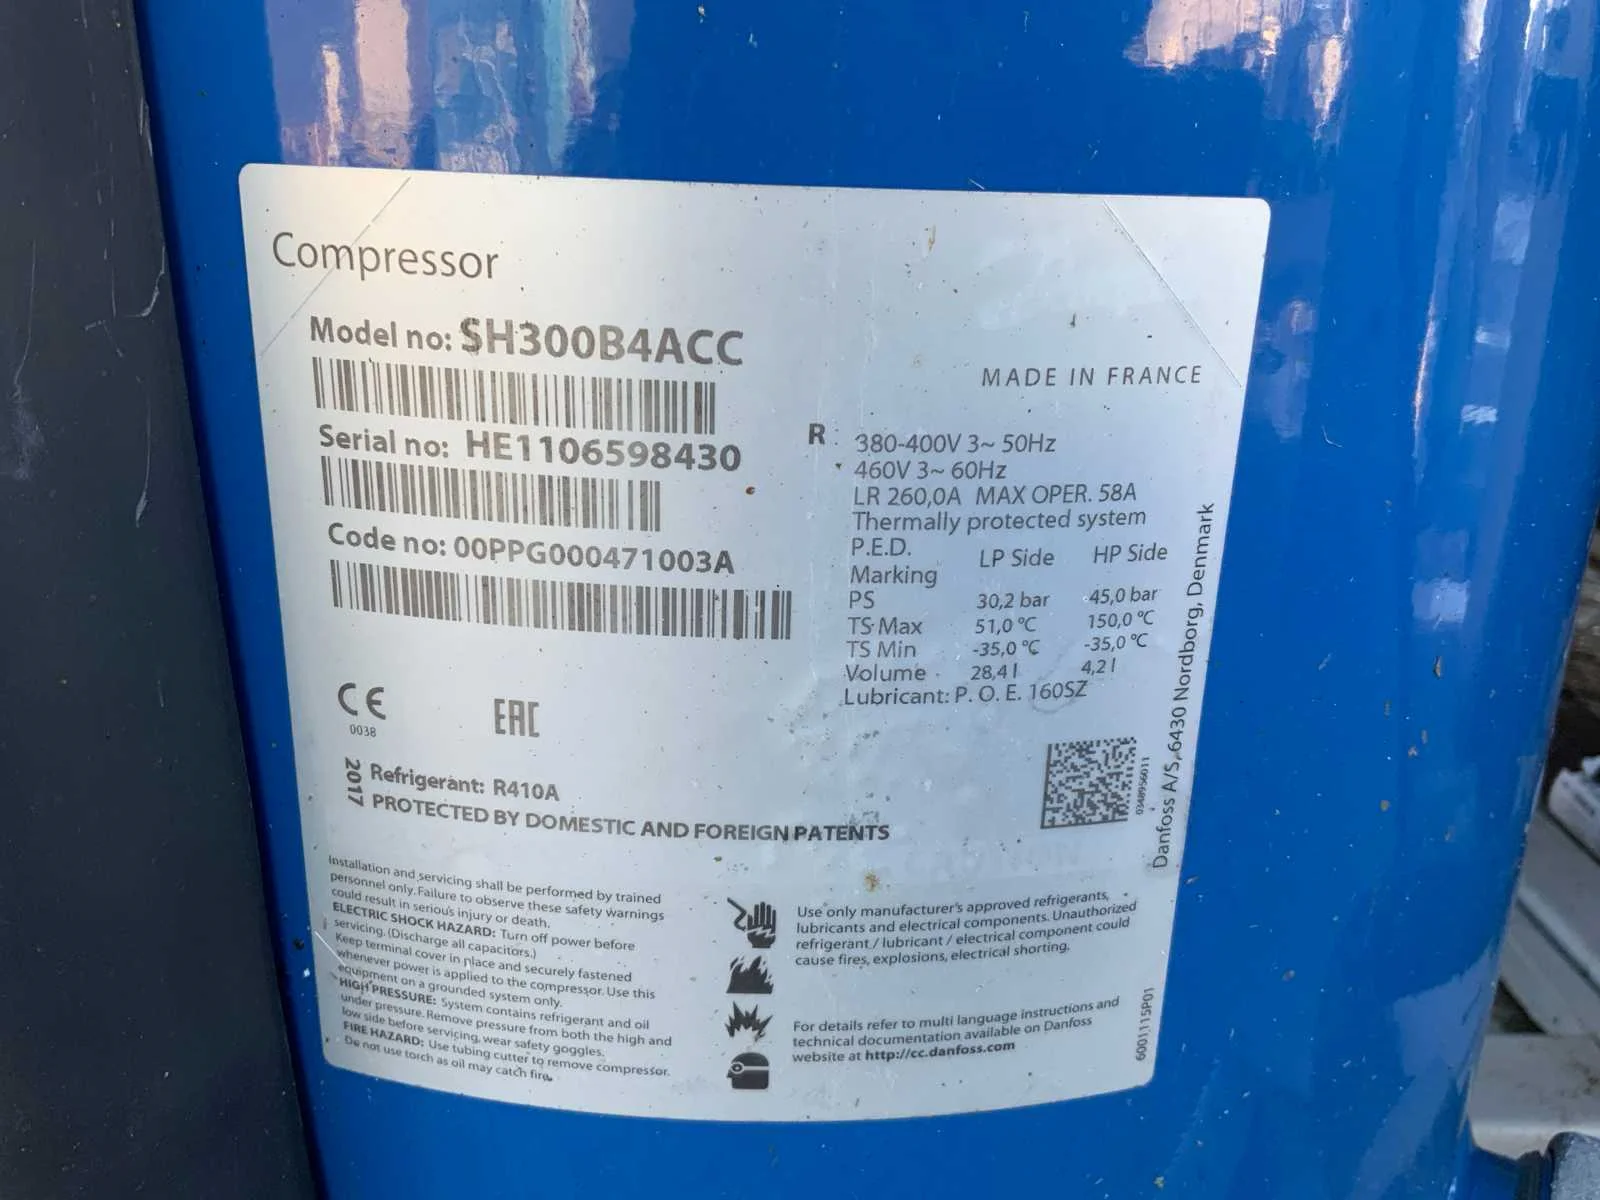 Compressor
Model no: SH300B4ACC
Serial no: HE1106598430
Code no: 00PPG000471003A
MADE IN FRANCE
R : 380-400V 3~ 50Hz
460V 3~ 60Hz
LR 260,0A MAX OPER. 58A
Thermally protected system
P.E.D. LP Side HP Side
Marking
PS 30,2 bar 45,0 bar
TS Max 51,0 °C 150,0 °C
TS Min -35,0 °C -35,0 °C
Volume 28,4 l 4,2 l
Lubricant: P. O. E. 160SZ
CE
0038
EAC
2017
Refrigerant: R410A
PROTECTED BY DOMESTIC AND FOREIGN PATENTS
0348956011
Danfoss A/S, 6430 Nordborg, Denmark
Installation and servicing shall be performed by trained
personnel only. Failure to observe these safety warnings
could result in serious injury or death.
ELECTRIC SHOCK HAZARD: Turn off power before
servicing. (Discharge all capacitors.)
Keep terminal cover in place and securely fastened
whenever power is applied to the compressor. Use this
equipment on a grounded system only.
HIGH PRESSURE: System contains refrigerant and oil
under pressure. Remove pressure from both the high and
low side before servicing, wear safety goggles.
FIRE HAZARD: Use tubing cutter to remove compressor.
Do not use torch as oil may catch fire.
Use only manufacturer's approved refrigerants,
lubricants and electrical components. Unauthorized
refrigerant / lubricant / electrical component could
cause fires, explosions, electrical shorting.
For details refer to multi language instructions and
technical documentation available on Danfoss
website at http://cc.danfoss.com
6001115P01